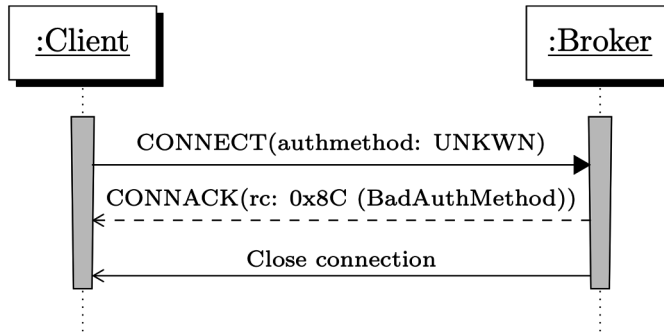 :Client
:Broker
CONNECT(authmethod: UNKWN)
CONNACK(rc: 0x8C (BadAuthMethod))
Close connection